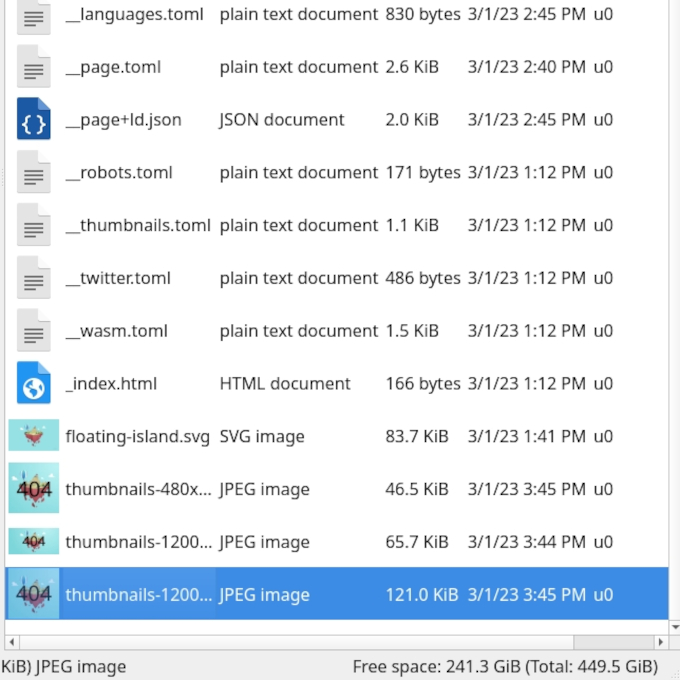 __languages.toml plain text document 830 bytes 3/1/23 2:45 PM u0
__page.toml plain text document 2.6 KiB 3/1/23 2:40 PM u0
__page+ld.json JSON document 2.0 KiB 3/1/23 2:45 PM u0
__robots.toml plain text document 171 bytes 3/1/23 1:12 PM u0
__thumbnails.toml plain text document 1.1 KiB 3/1/23 1:12 PM u0
__twitter.toml plain text document 486 bytes 3/1/23 1:12 PM u0
__wasm.toml plain text document 1.5 KiB 3/1/23 1:12 PM u0
_index.html HTML document 166 bytes 3/1/23 1:12 PM u0
floating-island.svg SVG image 83.7 KiB 3/1/23 1:41 PM u0
404 thumbnails-480x... JPEG image 46.5 KiB 3/1/23 3:45 PM u0
404 thumbnails-1200... JPEG image 65.7 KiB 3/1/23 3:44 PM u0
404 thumbnails-1200... JPEG image 121.0 KiB 3/1/23 3:45 PM u0
KiB) JPEG image Free space: 241.3 GiB (Total: 449.5 GiB)